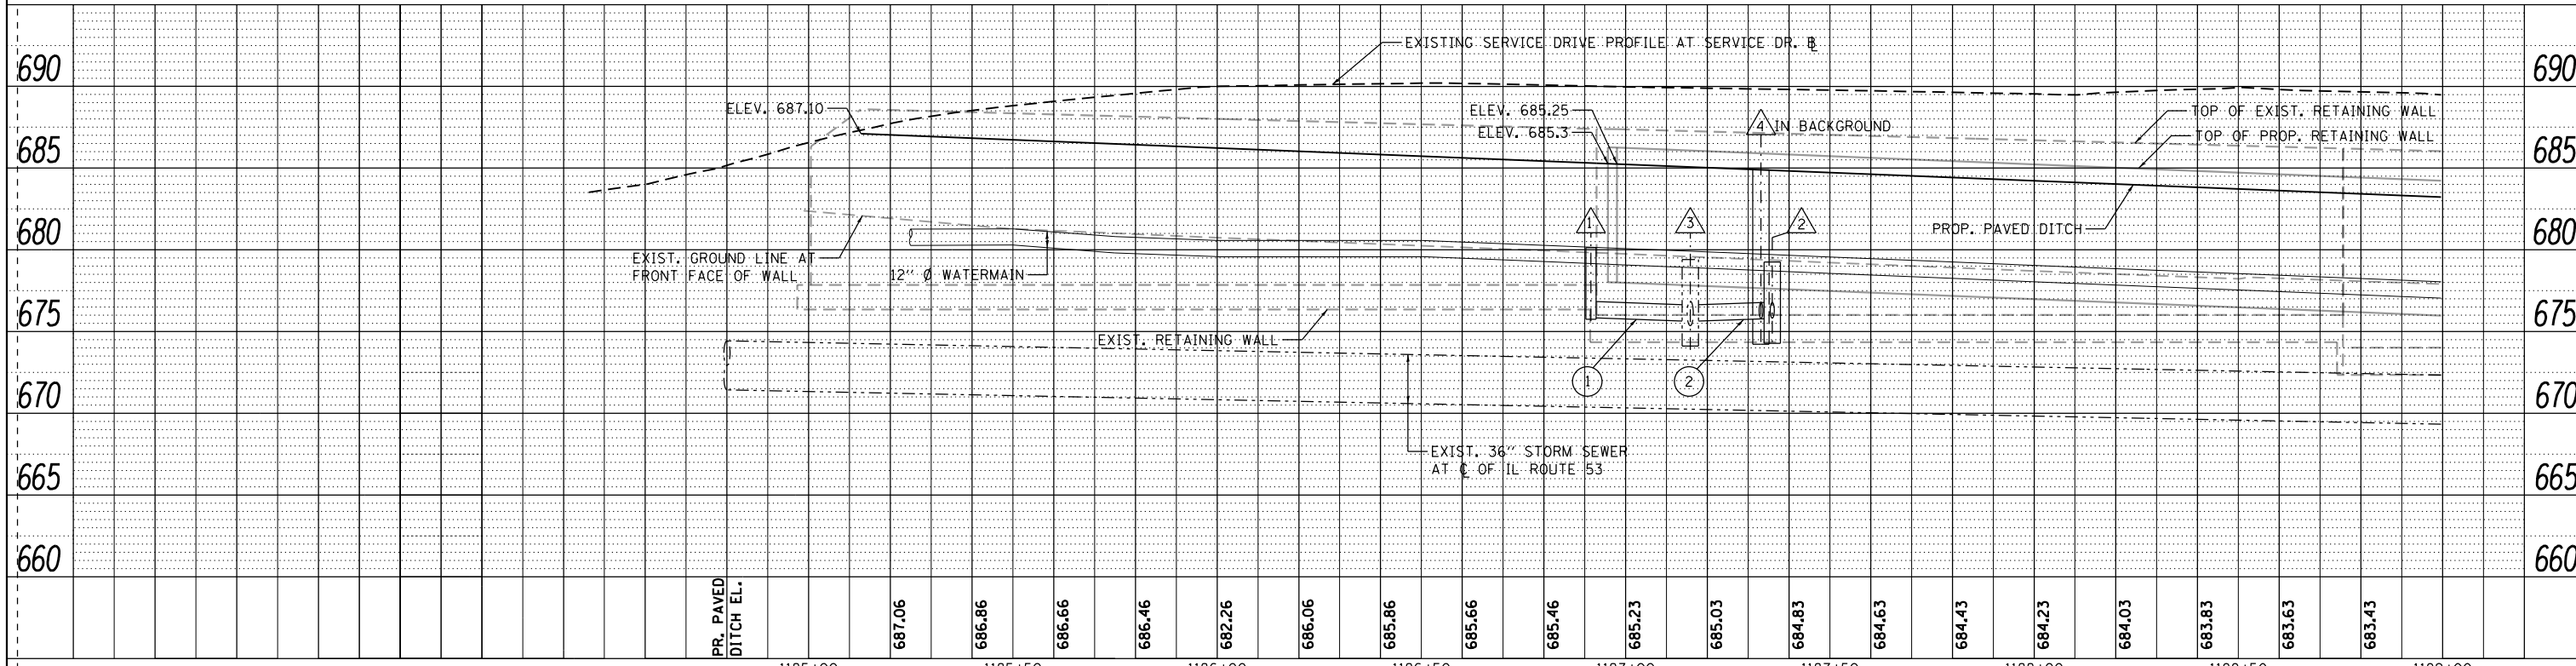 EXISTING SERVICE DRIVE PROFILE AT SERVICE DR. BL
690
690
ELEV. 687.10
ELEV. 685.25
TOP OF EXIST. RETAINING WALL
4 IN BACKGROUND
ELEV. 685.3
TOP OF PROP. RETAINING WALL
685
685
1
3
2
PROP. PAVED DITCH
680
680
EXIST. GROUND LINE AT
FRONT FACE OF WALL
12" Ø WATERMAIN
675
675
EXIST. RETAINING WALL
1
2
670
670
EXIST. 36" STORM SEWER
AT CL OF IL ROUTE 53
665
665
660
660
PR. PAVED
DITCH EL.
687.06
686.86
686.66
686.46
682.26
686.06
685.86
685.66
685.46
685.23
685.03
684.83
684.63
684.43
684.23
684.03
683.83
683.63
683.43